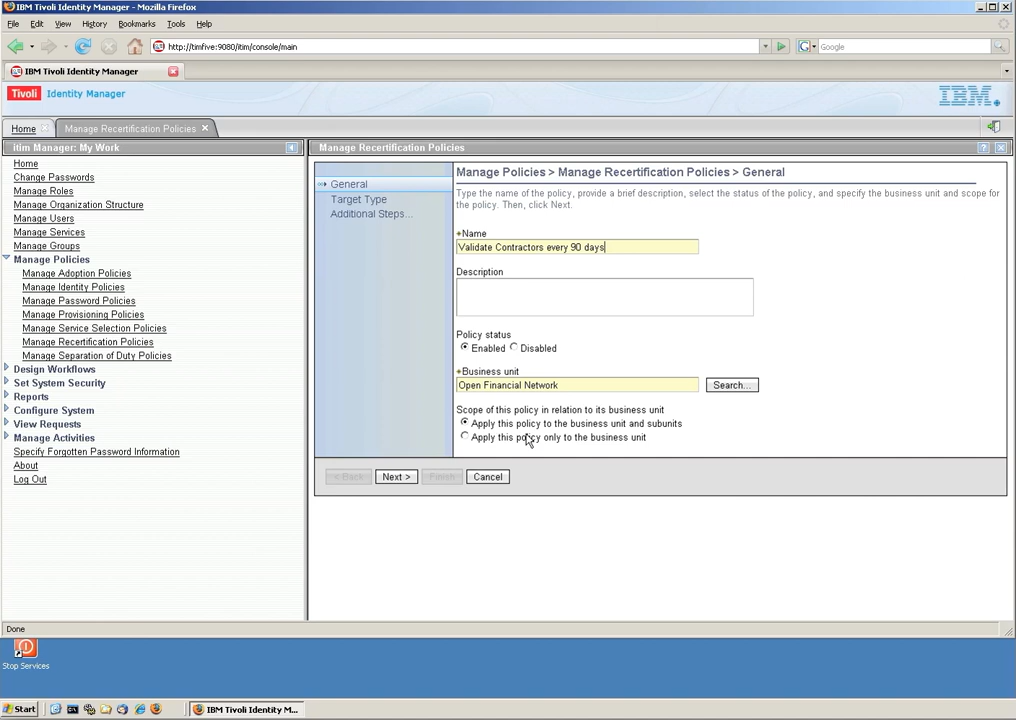 IBM Tivoli Identity Manager - Mozilla Firefox
File Edit View History Bookmarks Tools Help
http://timfive:9080/itim/console/main
G Google
IBM Tivoli Identity Manager
Tivoli Identity Manager
IBM.
Home Manage Recertification Policies
itim Manager: My Work
Home
Change Passwords
Manage Roles
Manage Organization Structure
Manage Users
Manage Services
Manage Groups
Manage Policies
Manage Adoption Policies
Manage Identity Policies
Manage Password Policies
Manage Provisioning Policies
Manage Service Selection Policies
Manage Recertification Policies
Manage Separation of Duty Policies
Design Workflows
Set System Security
Reports
Configure System
View Requests
Manage Activities
Specify Forgotten Password Information
About
Log Out
Manage Recertification Policies
General
Target Type
Additional Steps...
Manage Policies > Manage Recertification Policies > General
Type the name of the policy, provide a brief description, select the status of the policy, and specify the business unit and scope for
the policy. Then, click Next.
*Name
Validate Contractors every 90 days
Description
Policy status
Enabled Disabled
*Business unit
Open Financial Network Search...
Scope of this policy in relation to its business unit
Apply this policy to the business unit and subunits
Apply this policy only to the business unit
< Back Next > Finish Cancel
Done
Stop Services
Start IBM Tivoli Identity M...